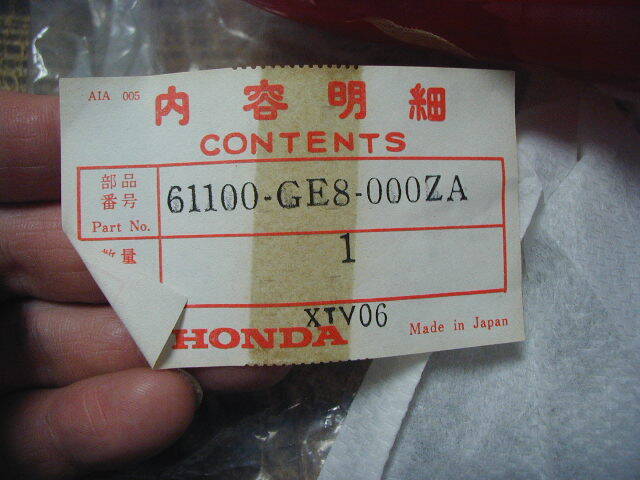 AIA 005
内容明細
CONTENTS
部品
番号
Part No.
61100-GE8-000ZA
数量
1
XTV06
HONDA
Made in Japan